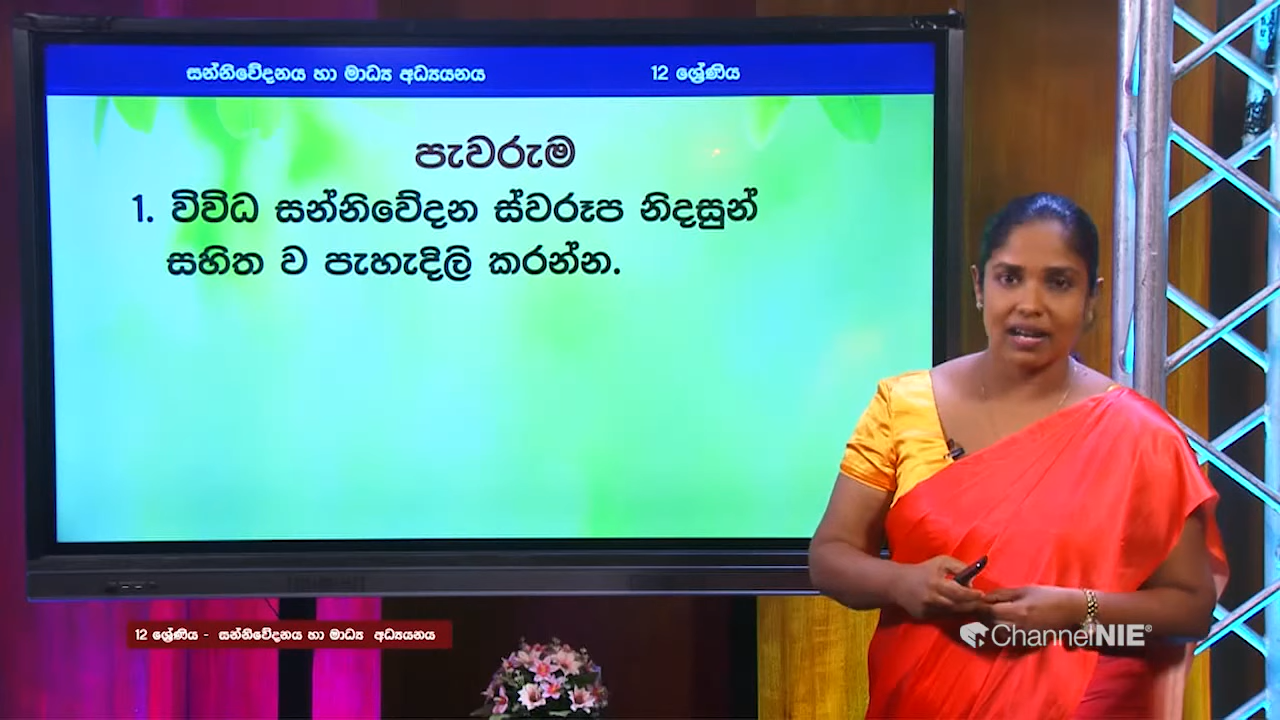 සන්නිවේදනය හා මාධ්‍ය අධ්‍යයනය 12 ශ්‍රේණිය
පැවරුම
1. විවිධ සන්නිවේදන ස්වරූප නිදසුන්
සහිත ව පැහැදිලි කරන්න.
12 ශ්‍රේණිය - සන්නිවේදනය හා මාධ්‍ය අධ්‍යයනය
ChannelNIE®